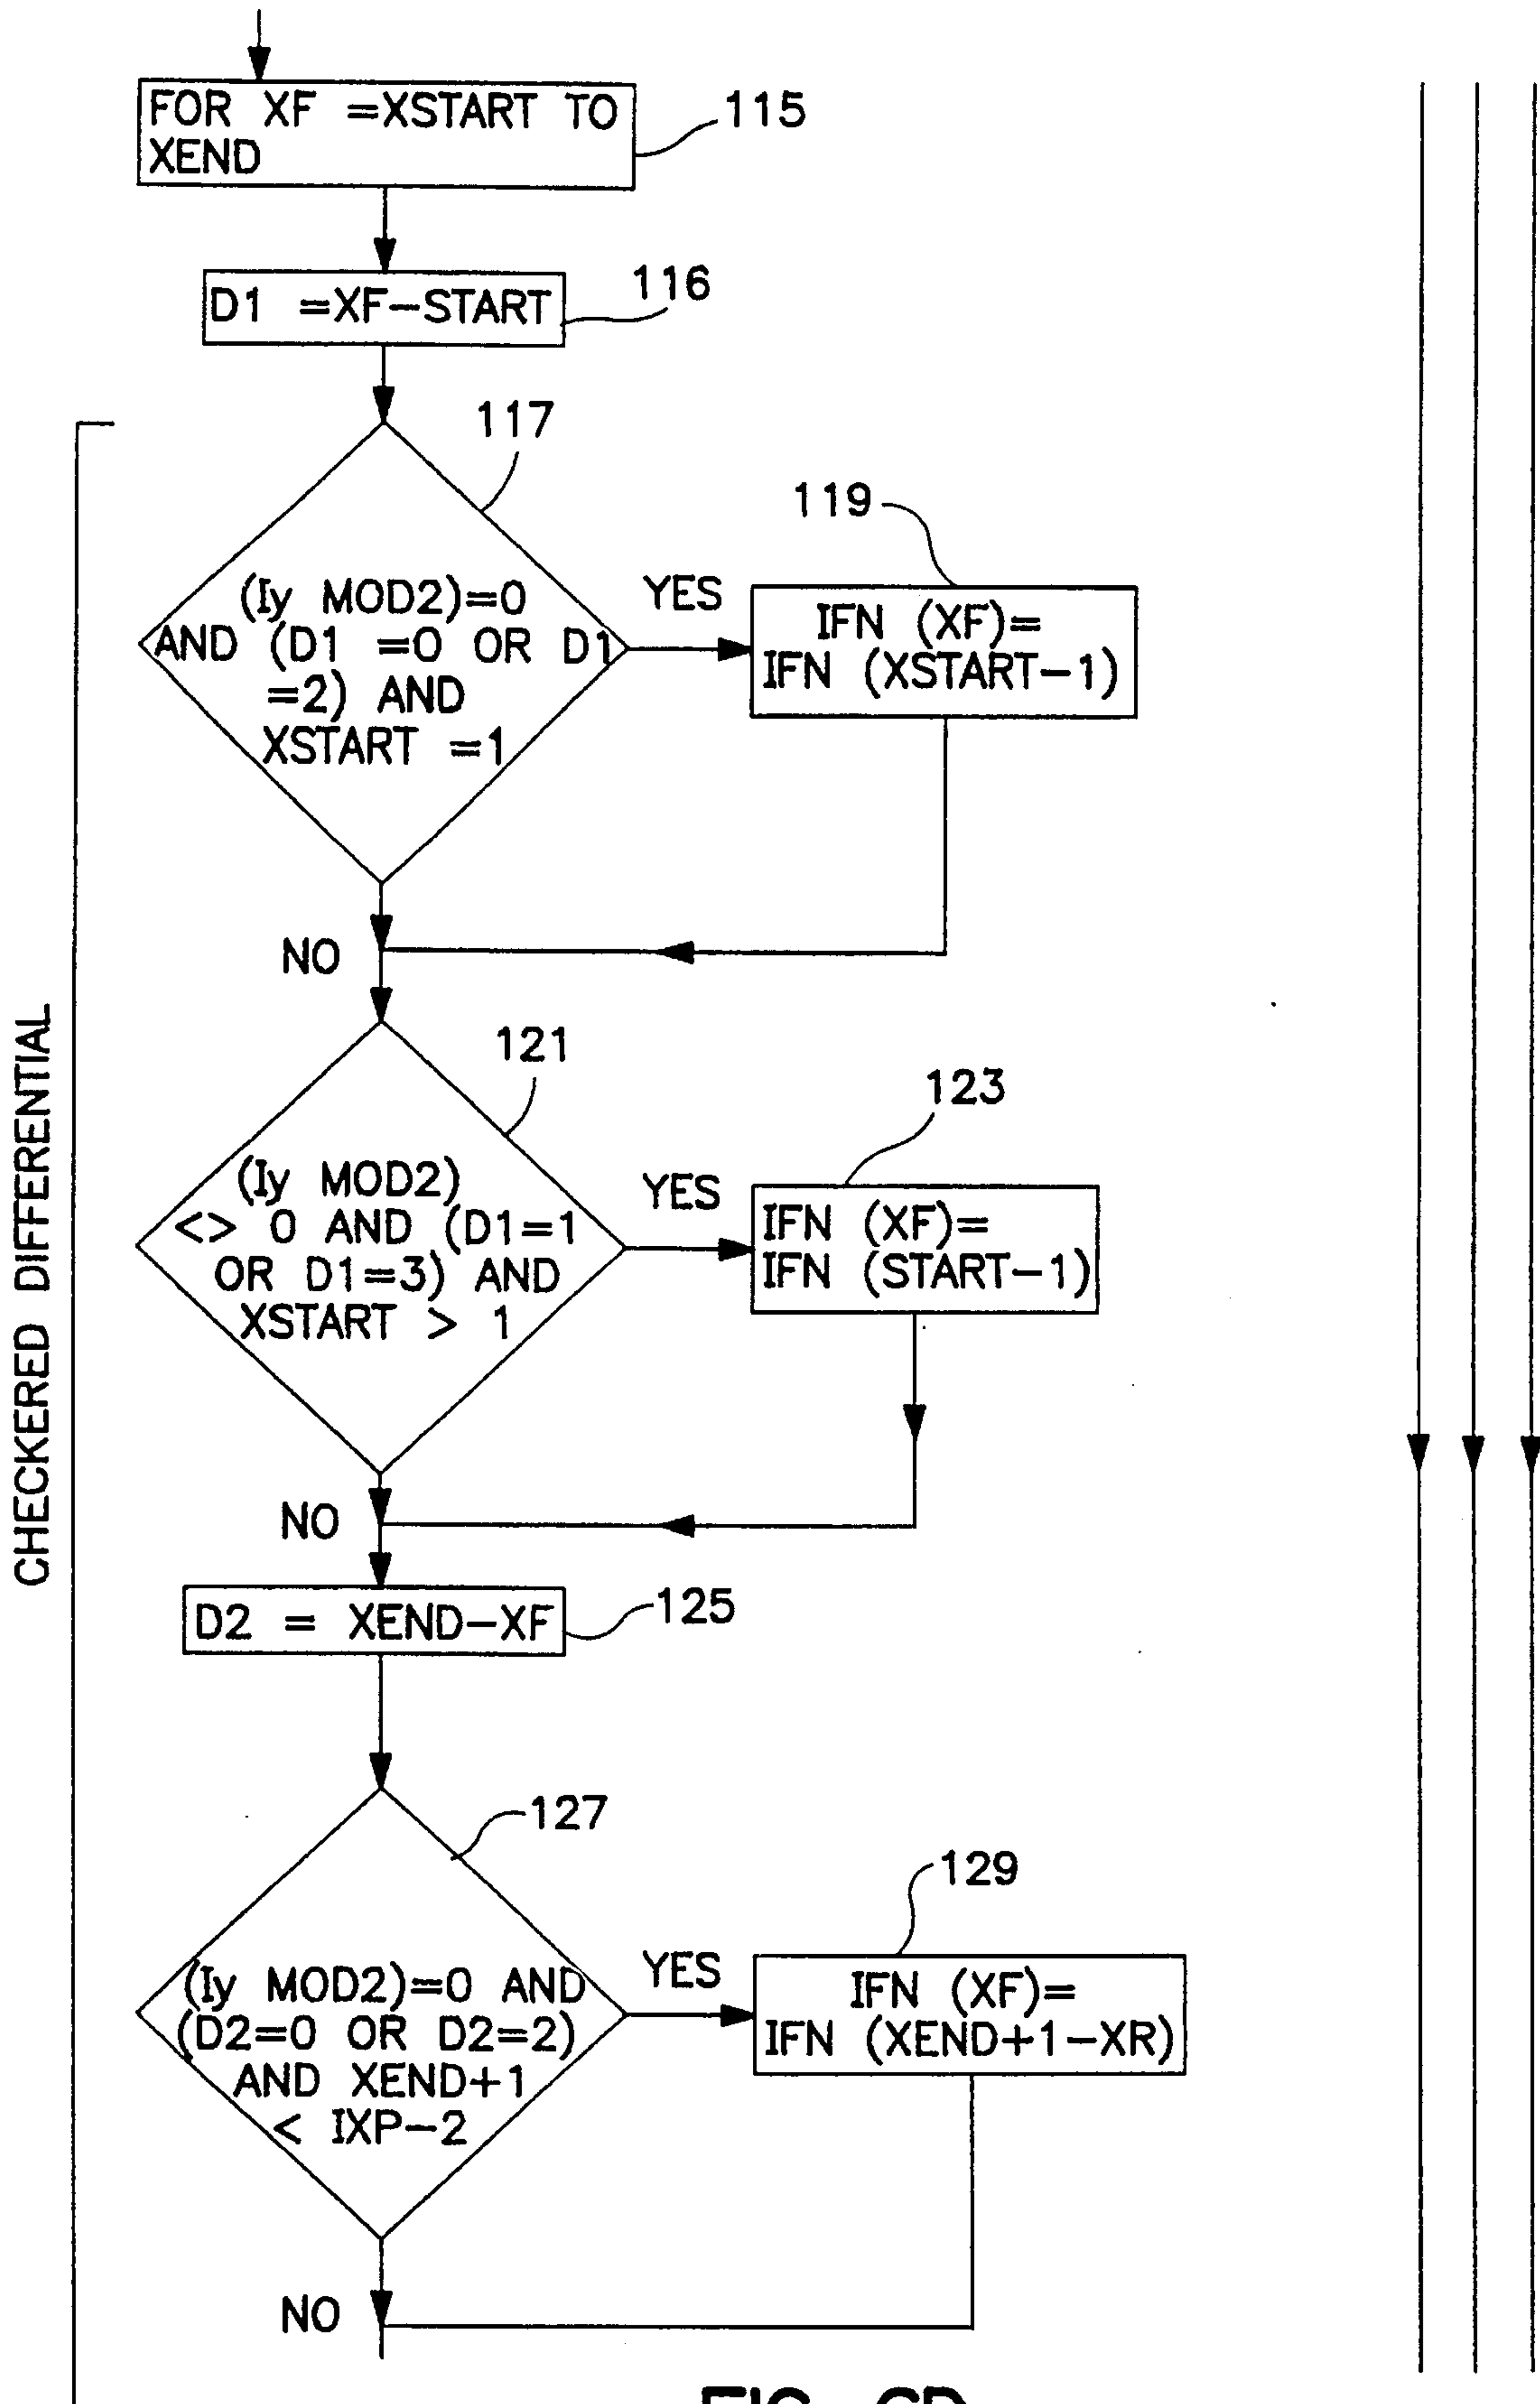 FOR XF =XSTART TO
XEND
115
D1 =XF-START
116
117
(Iy MOD2)=0
AND (D1 =0 OR D1
=2) AND
XSTART =1
YES
119
IFN (XF)=
IFN (XSTART-1)
NO
121
(Iy MOD2)
<> 0 AND (D1=1
OR D1=3) AND
XSTART > 1
YES
123
IFN (XF)=
IFN (START-1)
NO
D2 = XEND-XF
125
127
(Iy MOD2)=0 AND
(D2=0 OR D2=2)
AND XEND+1
< IXP-2
YES
129
IFN (XF)=
IFN (XEND+1-XR)
NO
CHECKERED DIFFERENTIAL
FIG. 6D